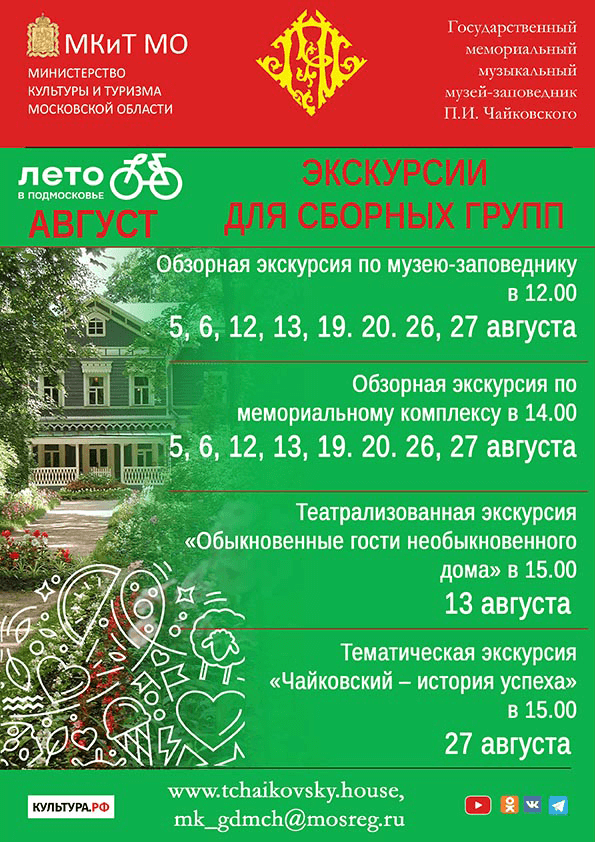 МКиТ МО
МИНИСТЕРСТВО
КУЛЬТУРЫ И ТУРИЗМА
МОСКОВСКОЙ ОБЛАСТИ
Государственный
мемориальный
музыкальный
музей-заповедник
П.И. Чайковского
лето
В ПОДМОСКОВЬЕ
АВГУСТ
ЭКСКУРСИИ
ДЛЯ СБОРНЫХ ГРУПП
Обзорная экскурсия по музею-заповеднику
в 12.00
5, 6, 12, 13, 19. 20. 26, 27 августа
Обзорная экскурсия по
мемориальному комплексу в 14.00
5, 6, 12, 13, 19. 20. 26, 27 августа
Театрализованная экскурсия
«Обыкновенные гости необыкновенного
дома» в 15.00
13 августа
Тематическая экскурсия
«Чайковский – история успеха»
в 15.00
27 августа
КУЛЬТУРА.РФ
www.tchaikovsky.house,
mk_gdmch@mosreg.ru